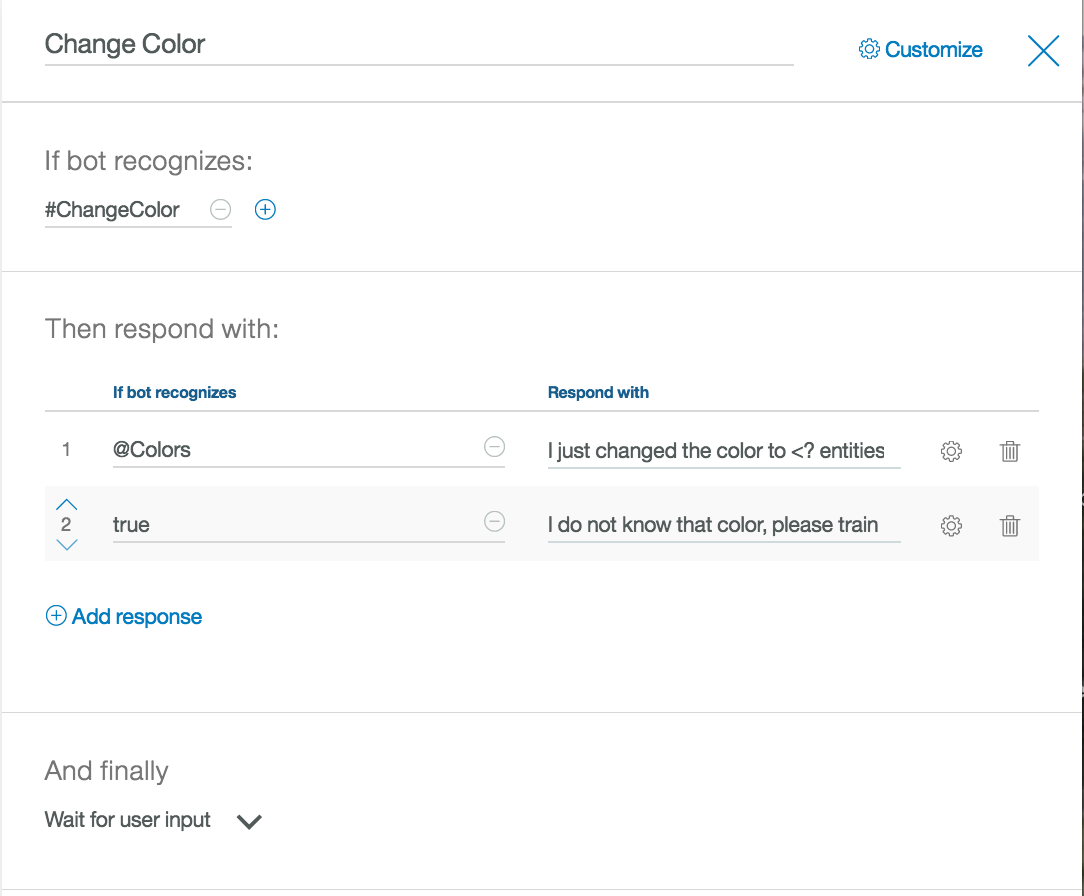 Change Color
Customize
If bot recognizes:
#ChangeColor
Then respond with:
If bot recognizes Respond with
1 @Colors I just changed the color to <? entities
2 true I do not know that color, please train
Add response
And finally
Wait for user input